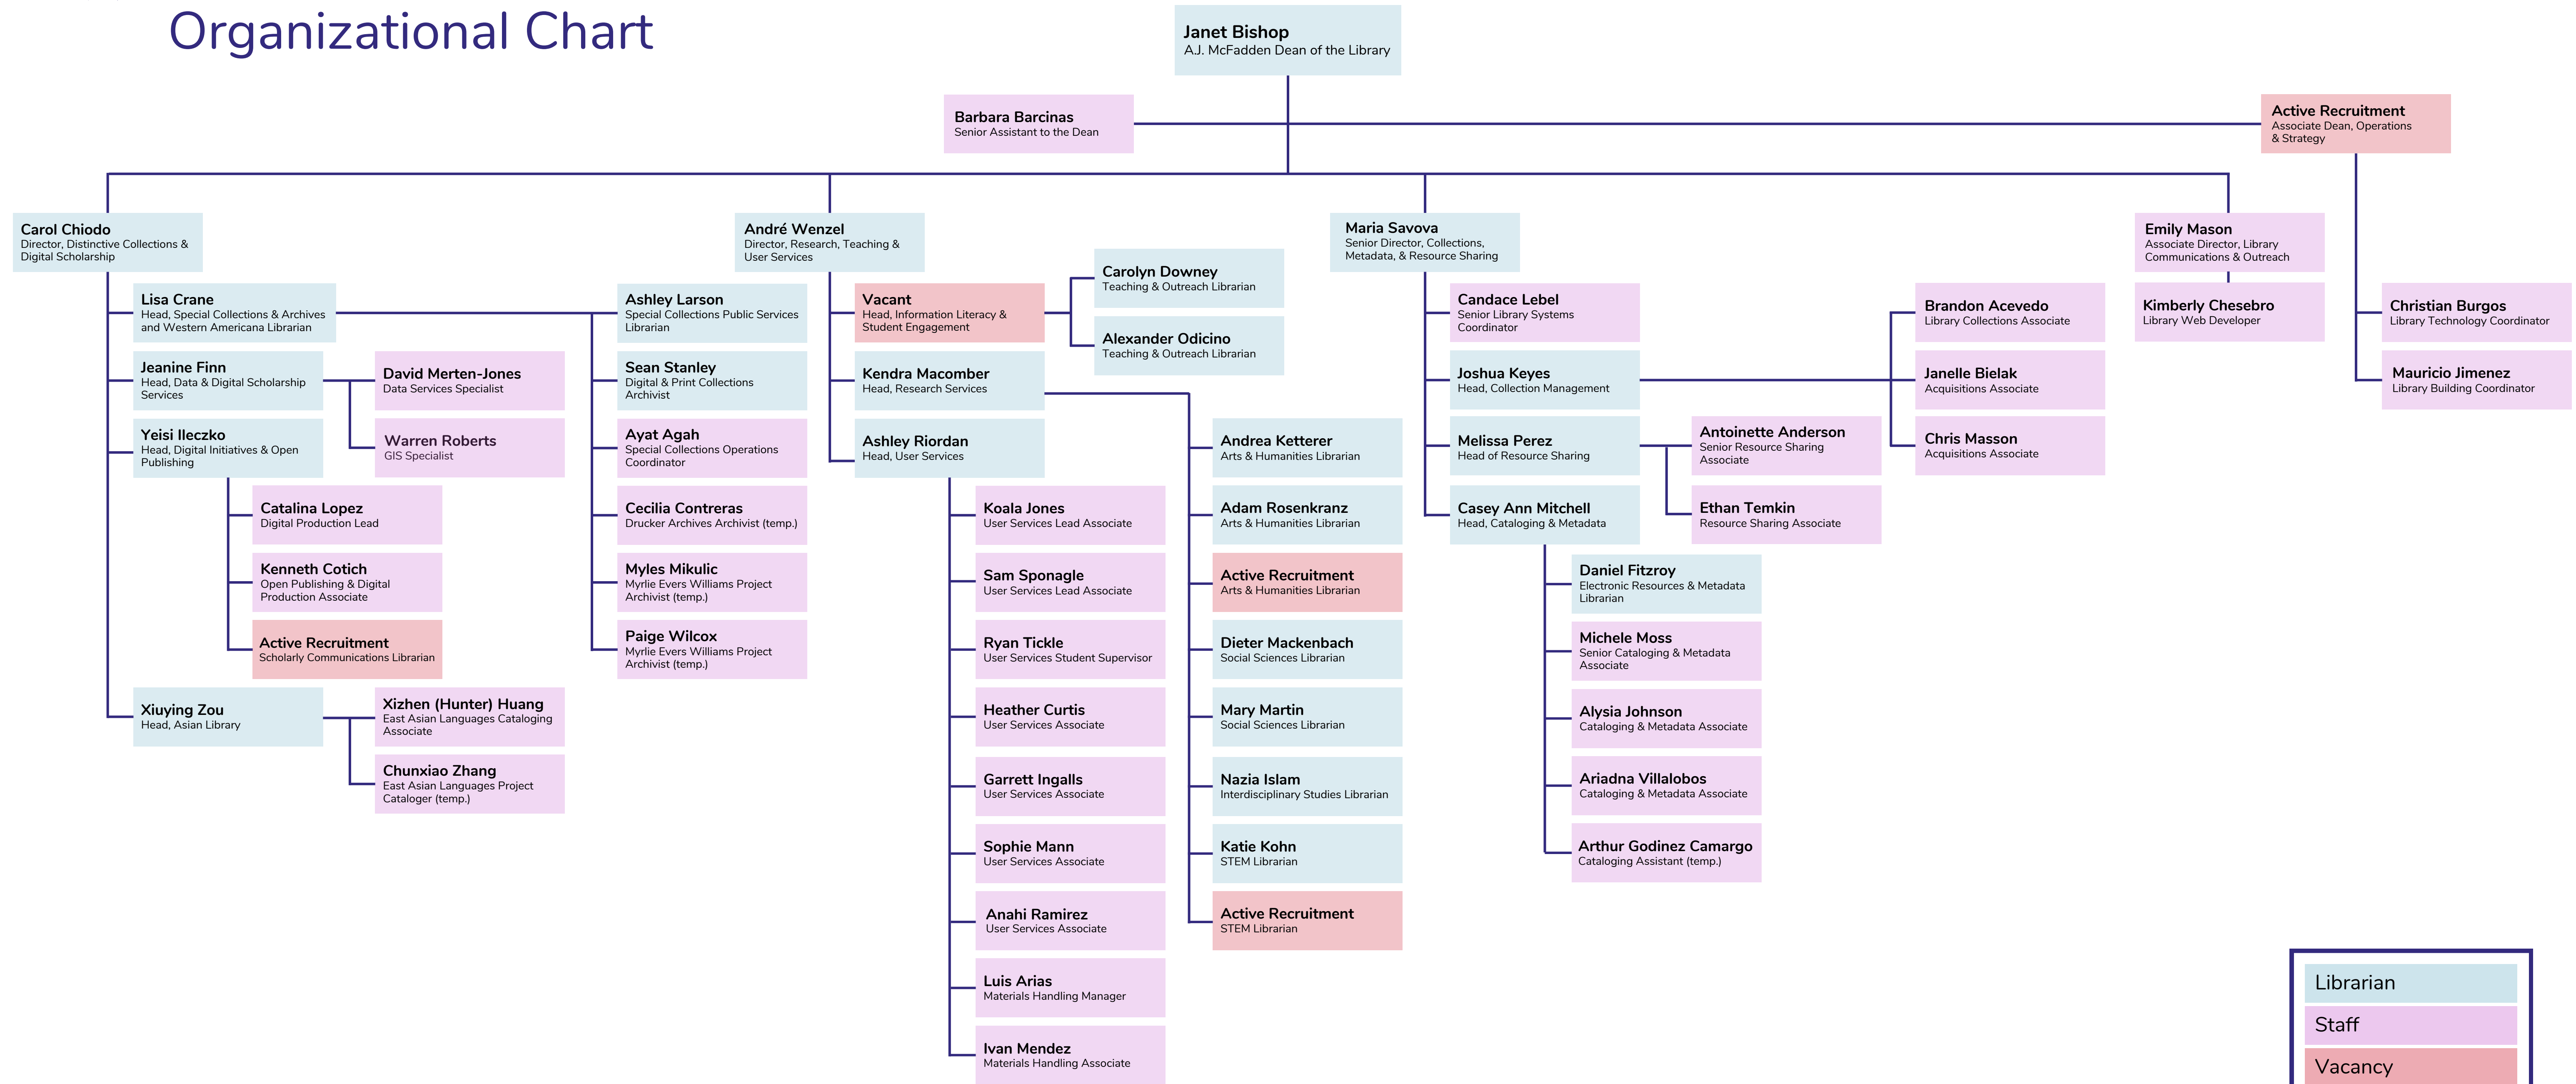 Organizational Chart
Janet Bishop
A.J. McFadden Dean of the Library
Barbara Barcinas
Senior Assistant to the Dean
Active Recruitment
Associate Dean, Operations
& Strategy
Carol Chiodo
Director, Distinctive Collections &
Digital Scholarship
Lisa Crane
Head, Special Collections & Archives
and Western Americana Librarian
Jeanine Finn
Head, Data & Digital Scholarship
Services
David Merten-Jones
Data Services Specialist
Warren Roberts
GIS Specialist
Yeisi Ileczko
Head, Digital Initiatives & Open
Publishing
Catalina Lopez
Digital Production Lead
Kenneth Cotich
Open Publishing & Digital
Production Associate
Active Recruitment
Scholarly Communications Librarian
Xiuying Zou
Head, Asian Library
Xizhen (Hunter) Huang
East Asian Languages Cataloging
Associate
Chunxiao Zhang
East Asian Languages Project
Cataloger (temp.)
Ashley Larson
Special Collections Public Services
Librarian
Sean Stanley
Digital & Print Collections
Archivist
Ayat Agah
Special Collections Operations
Coordinator
Cecilia Contreras
Drucker Archives Archivist (temp.)
Myles Mikulic
Myrlie Evers Williams Project
Archivist (temp.)
Paige Wilcox
Myrlie Evers Williams Project
Archivist (temp.)
André Wenzel
Director, Research, Teaching &
User Services
Vacant
Head, Information Literacy &
Student Engagement
Carolyn Downey
Teaching & Outreach Librarian
Alexander Odicino
Teaching & Outreach Librarian
Kendra Macomber
Head, Research Services
Ashley Riordan
Head, User Services
Koala Jones
User Services Lead Associate
Sam Sponagle
User Services Lead Associate
Ryan Tickle
User Services Student Supervisor
Heather Curtis
User Services Associate
Garrett Ingalls
User Services Associate
Sophie Mann
User Services Associate
Anahi Ramirez
User Services Associate
Luis Arias
Materials Handling Manager
Ivan Mendez
Materials Handling Associate
Andrea Ketterer
Arts & Humanities Librarian
Adam Rosenkranz
Arts & Humanities Librarian
Active Recruitment
Arts & Humanities Librarian
Dieter Mackenbach
Social Sciences Librarian
Mary Martin
Social Sciences Librarian
Nazia Islam
Interdisciplinary Studies Librarian
Katie Kohn
STEM Librarian
Active Recruitment
STEM Librarian
Maria Savova
Senior Director, Collections,
Metadata, & Resource Sharing
Candace Lebel
Senior Library Systems
Coordinator
Joshua Keyes
Head, Collection Management
Brandon Acevedo
Library Collections Associate
Janelle Bielak
Acquisitions Associate
Chris Masson
Acquisitions Associate
Melissa Perez
Head of Resource Sharing
Antoinette Anderson
Senior Resource Sharing
Associate
Ethan Temkin
Resource Sharing Associate
Casey Ann Mitchell
Head, Cataloging & Metadata
Daniel Fitzroy
Electronic Resources & Metadata
Librarian
Michele Moss
Senior Cataloging & Metadata
Associate
Alysia Johnson
Cataloging & Metadata Associate
Ariadna Villalobos
Cataloging & Metadata Associate
Arthur Godinez Camargo
Cataloging Assistant (temp.)
Emily Mason
Associate Director, Library
Communications & Outreach
Kimberly Chesebro
Library Web Developer
Christian Burgos
Library Technology Coordinator
Mauricio Jimenez
Library Building Coordinator
Librarian
Staff
Vacancy